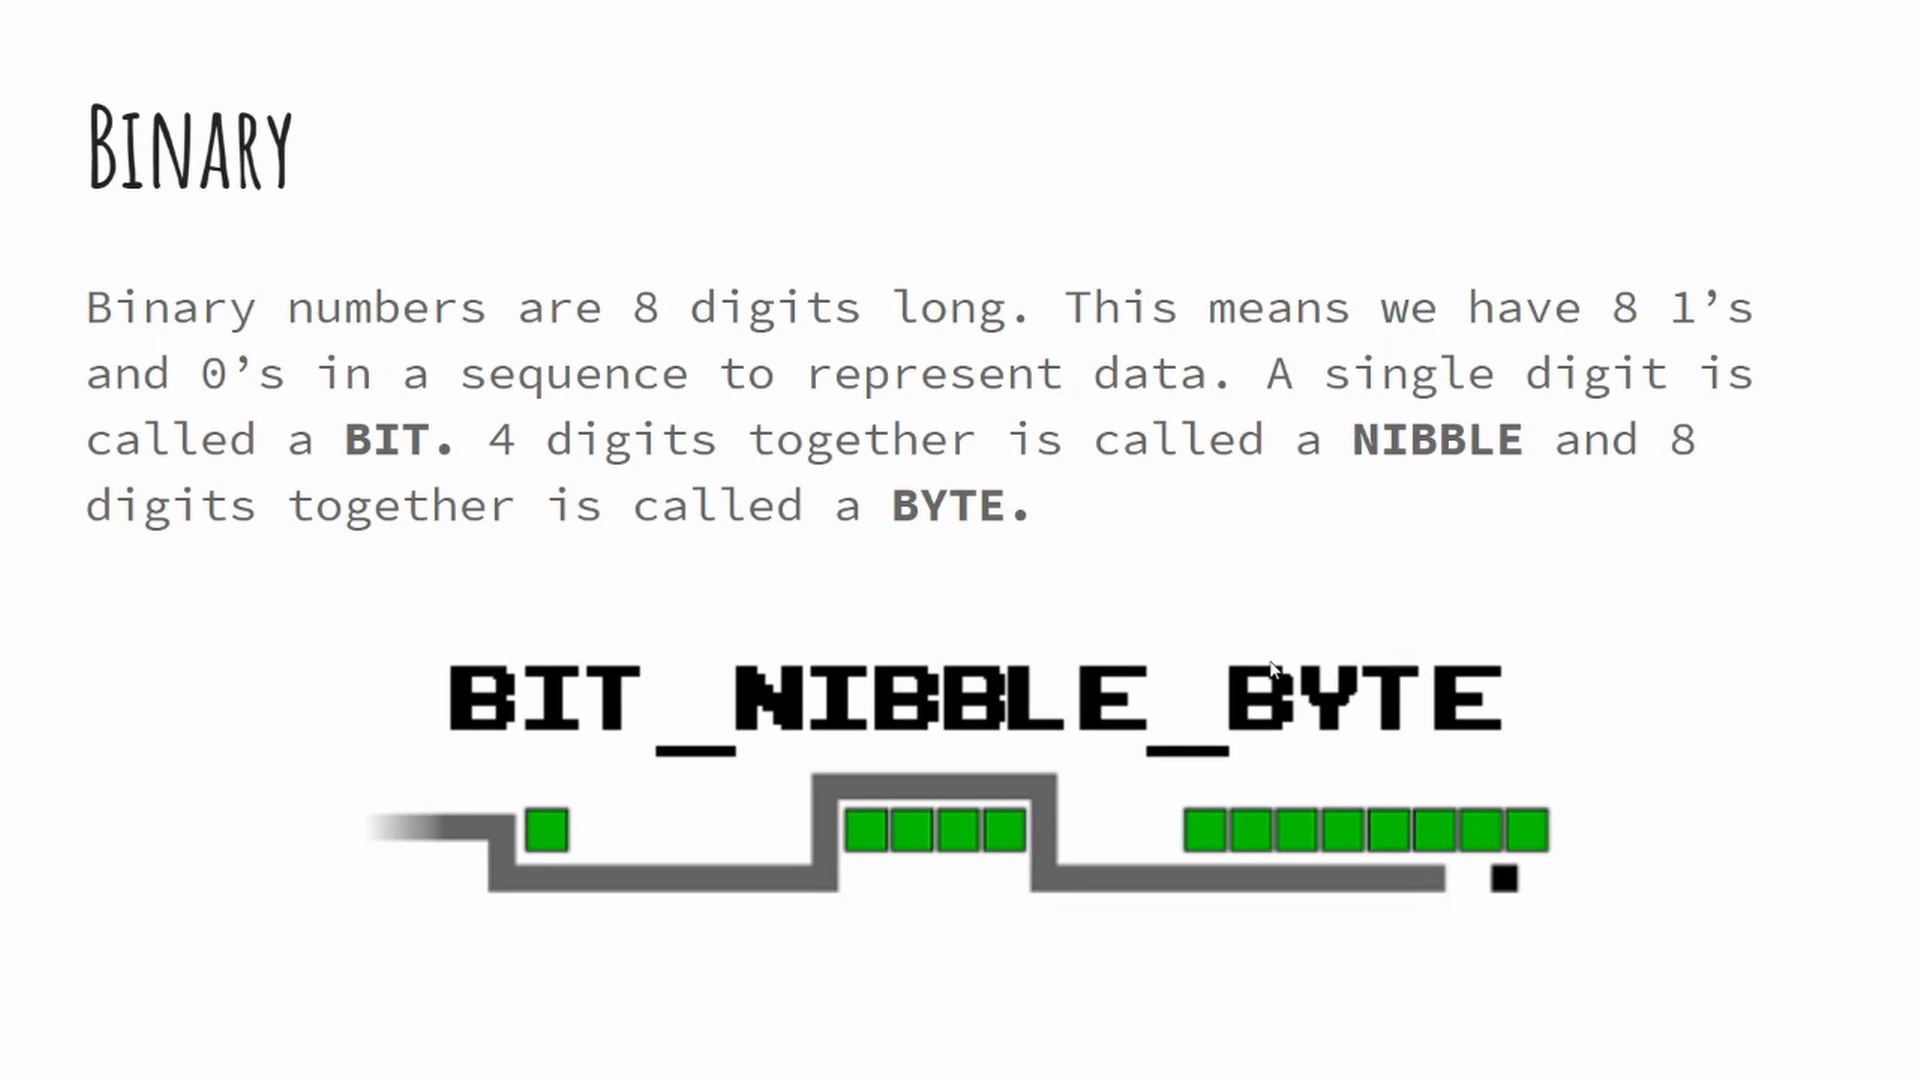 BINARY
Binary numbers are 8 digits long. This means we have 8 1’s
and 0’s in a sequence to represent data. A single digit is
called a BIT. 4 digits together is called a NIBBLE and 8
digits together is called a BYTE.
BIT_NIBBLE_BYTE